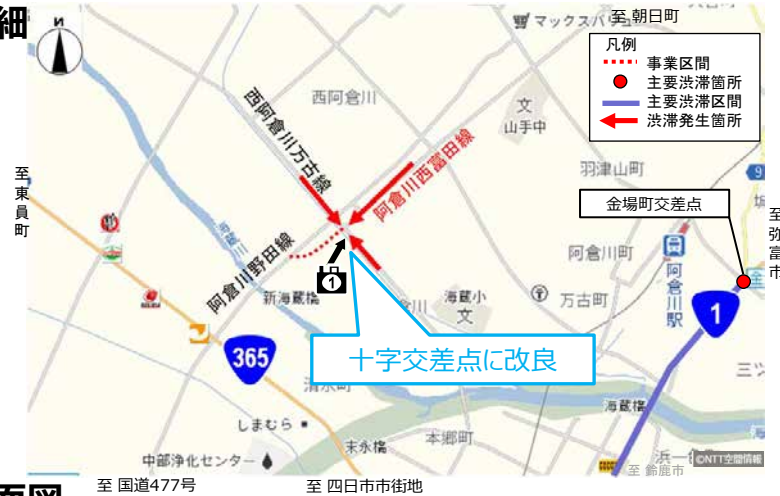 細
N
マックスバリュ
至 朝日町
凡例
事業区間
主要渋滞箇所
主要渋滞区間
渋滞発生箇所
西阿倉川
文
山手中
西阿倉川万古線
阿倉川西富田線
羽津山町
至東員町
金場町交差点
至弥富市
阿倉川野田線
阿倉川町
阿倉川駅
1
新海蔵橋
海蔵小
文
万古町
1
365
十字交差点に改良
海蔵橋
しまむら
末永橋
本郷町
中部浄化センター
©NTT空間情報
至 鈴鹿市
至 国道477号
至 四日市市街地